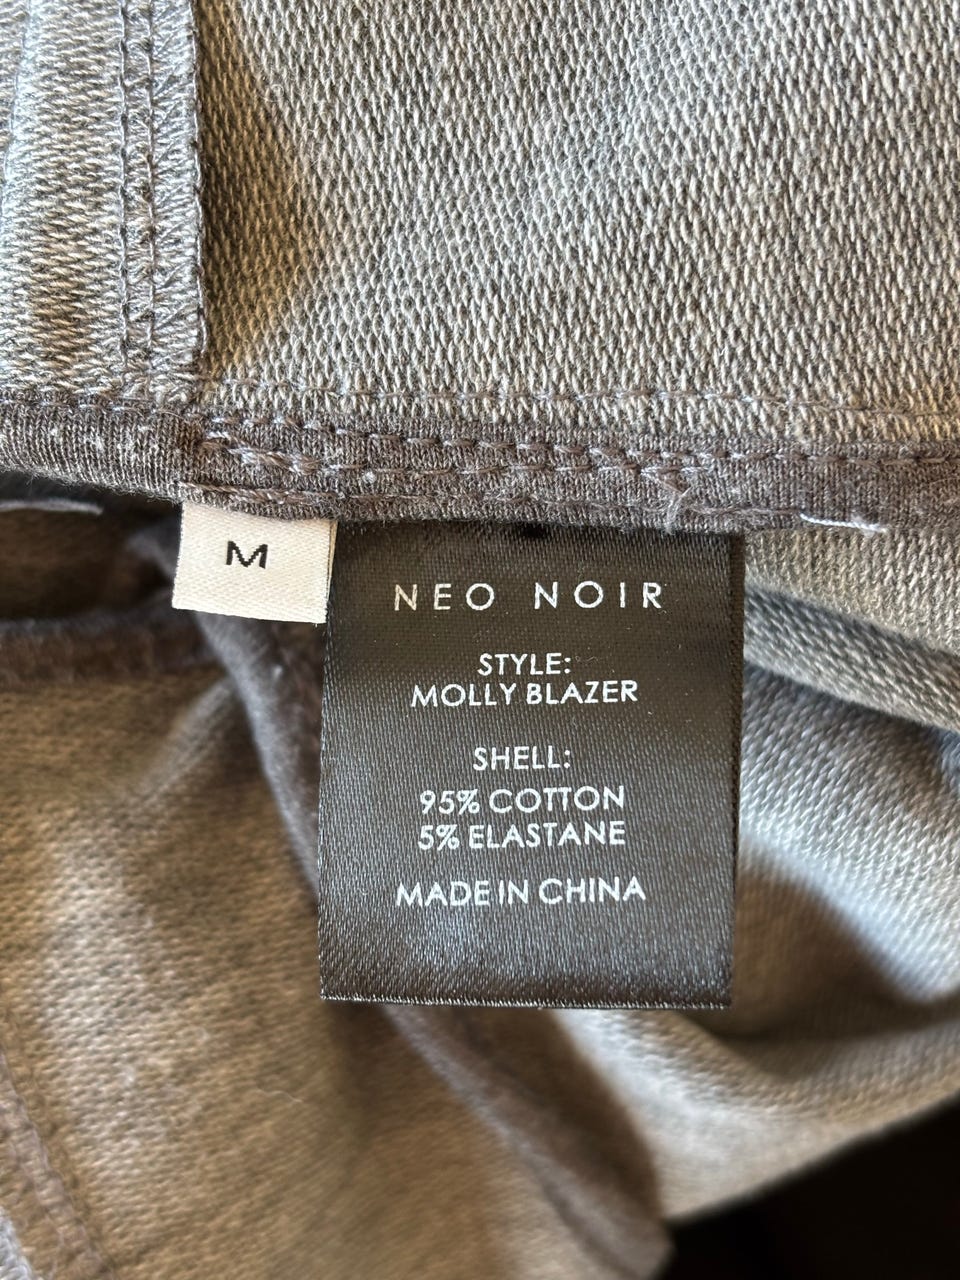 M
NEO NOIR
STYLE:
MOLLY BLAZER
SHELL:
95% COTTON
5% ELASTANE
MADE IN CHINA